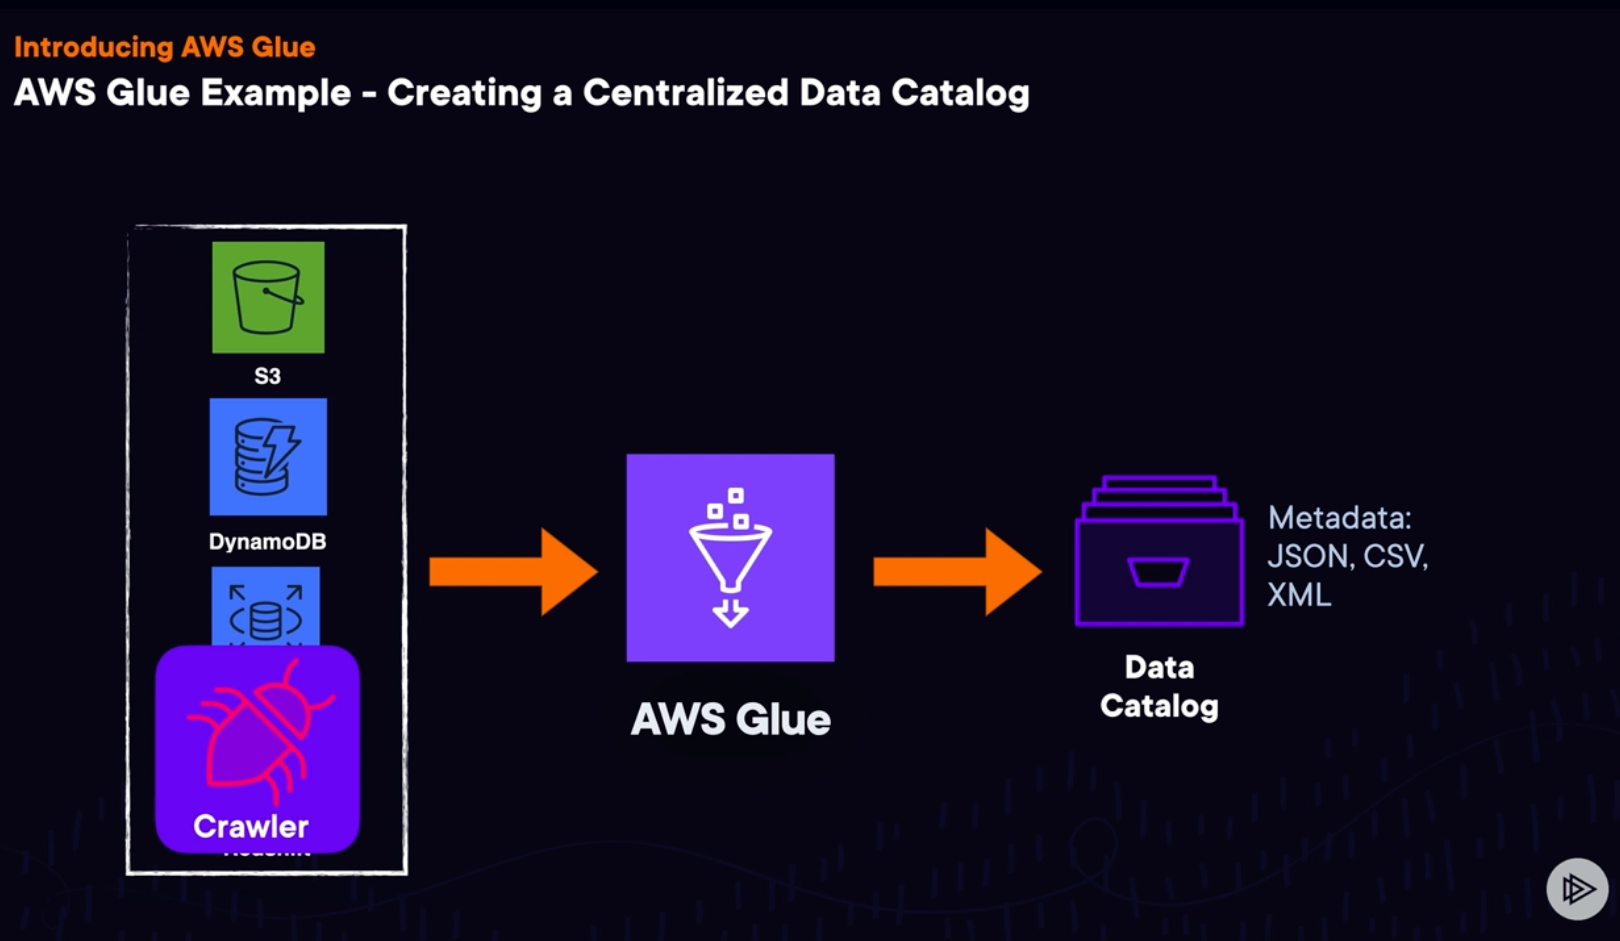 Introducing AWS Glue
AWS Glue Example - Creating a Centralized Data Catalog
S3
DynamoDB
Crawler
AWS Glue
Data
Catalog
Metadata:
JSON, CSV,
XML